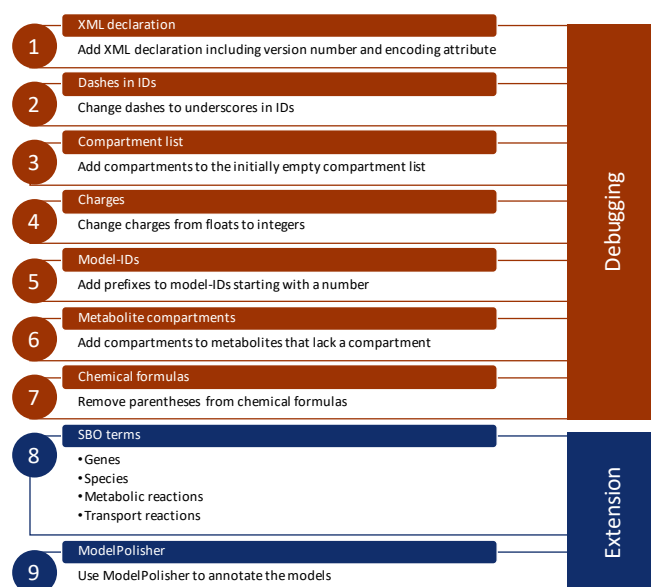 XML declaration
1
Add XML declaration including version number and encoding attribute
Dashes in IDs
2
Change dashes to underscores in IDs
Compartment list
3
Add compartments to the initially empty compartment list
Charges
4
Change charges from floats to integers
Model-IDs
5
Add prefixes to model-IDs starting with a number
Metabolite compartments
6
Add compartments to metabolites that lack a compartment
Chemical formulas
7
Remove parentheses from chemical formulas
Debugging
SBO terms
8
•Genes
•Species
•Metabolic reactions
•Transport reactions
ModelPolisher
9
Use ModelPolisher to annotate the models
Extension